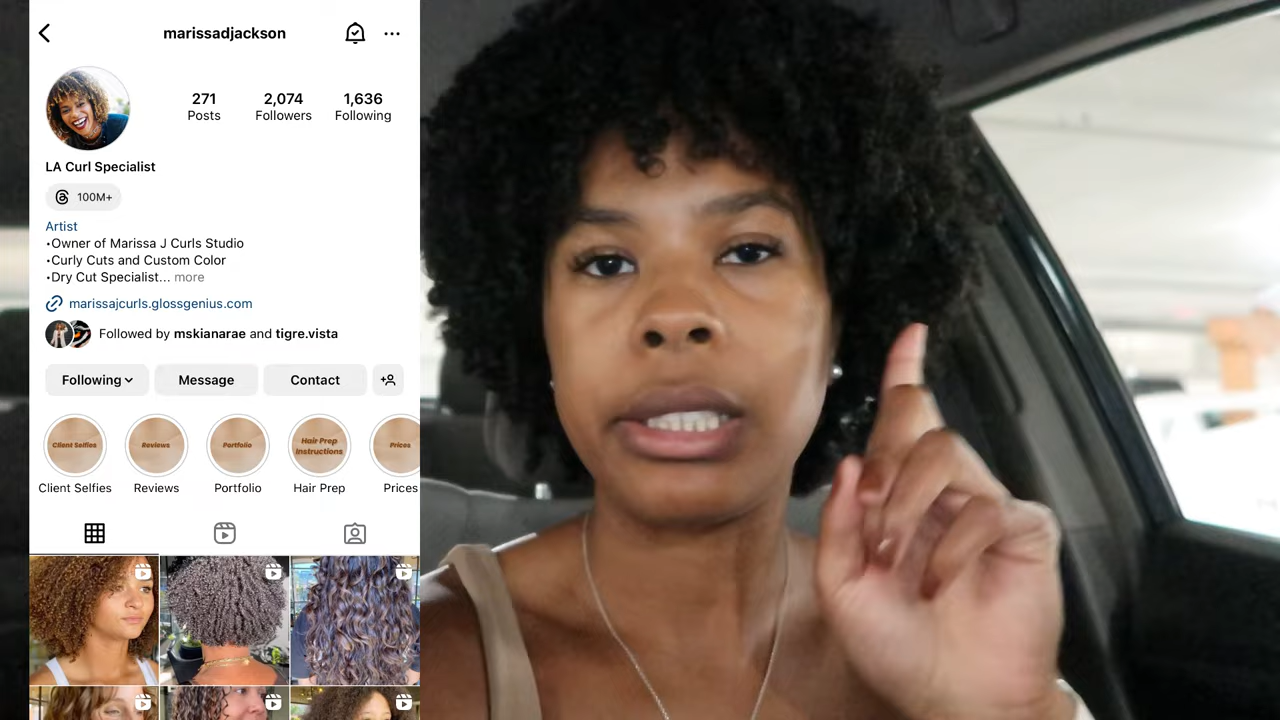 marissadjackson
271
2,074
1,636
Posts
Followers
Following
LA Curl Specialist
100M+
Artist
•Owner of Marissa J Curls Studio
•Curly Cuts and Custom Color
•Dry Cut Specialist... more
marissajcurls.glossgenius.com
Followed by mskianarae and tigre.vista
Following
Message
Contact
Client Selfies
Reviews
Portfolio
Hair Prep
Instructions
Prices
Client Selfies
Reviews
Portfolio
Hair Prep
Prices